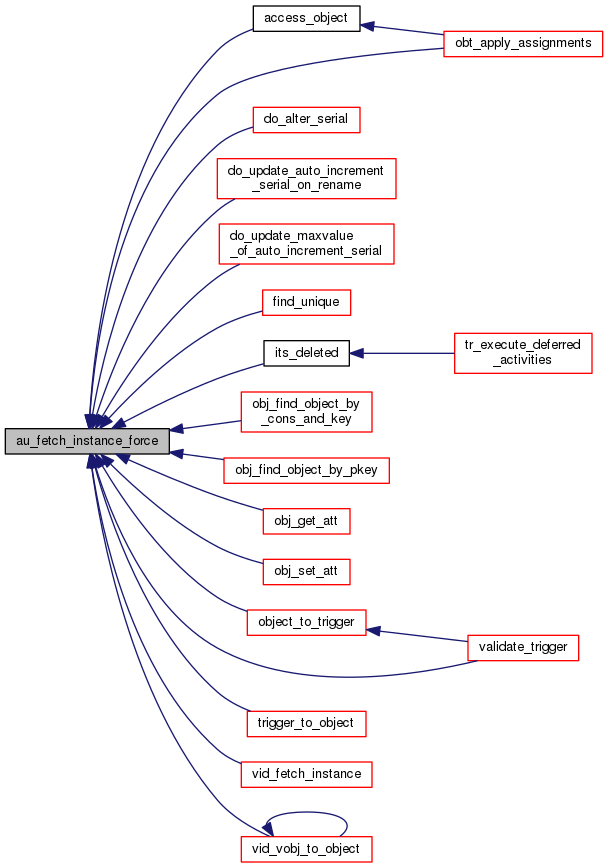 access_object
obt_apply_assignments
do_alter_serial
do_update_auto_increment
_serial_on_rename
do_update_maxvalue
_of_auto_increment_serial
find_unique
its_deleted
tr_execute_deferred
_activities
obj_find_object_by
_cons_and_key
au_fetch_instance_force
obj_find_object_by_pkey
obj_get_att
obj_set_att
object_to_trigger
validate_trigger
trigger_to_object
vid_fetch_instance
vid_vobj_to_object